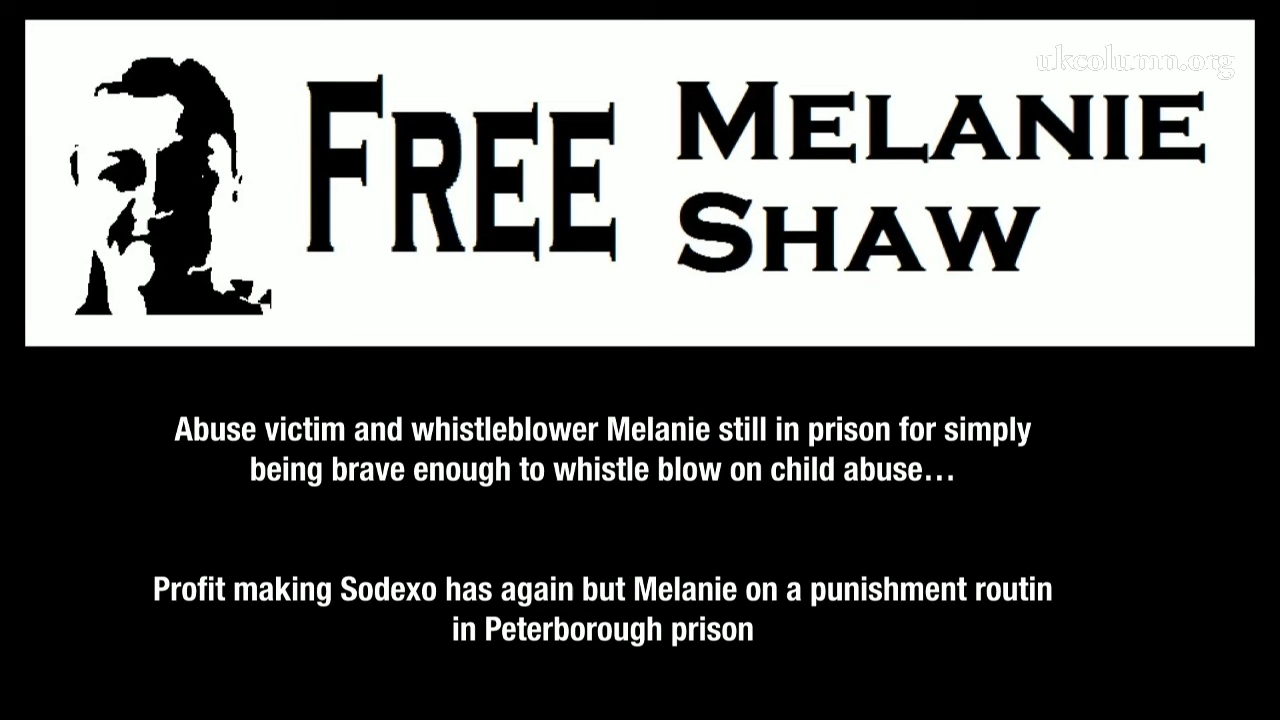 ukcolumn.org
FREE MELANIE SHAW
Abuse victim and whistleblower Melanie still in prison for simply
being brave enough to whistle blow on child abuse…
Profit making Sodexo has again but Melanie on a punishment routin
in Peterborough prison